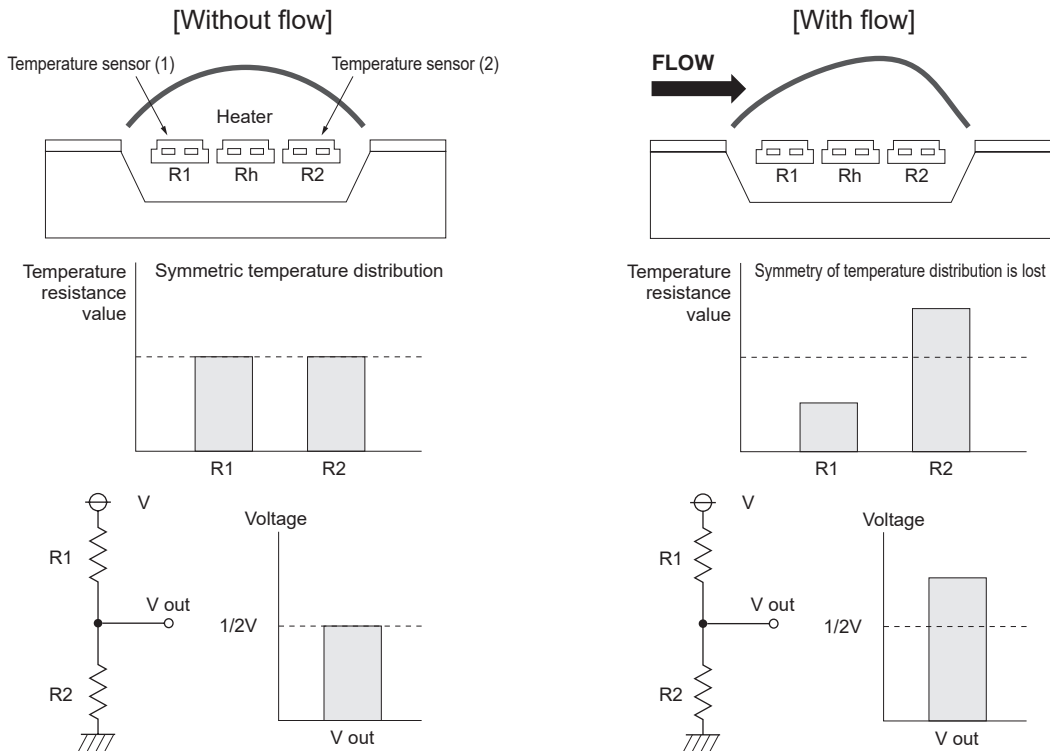 [Without flow]
Temperature sensor (1)
Temperature sensor (2)
Heater
R1
Rh
R2
Temperature
resistance
value
Symmetric temperature distribution
R1
R2
V
R1
V out
R2
Voltage
1/2V
V out
[With flow]
FLOW
R1
Rh
R2
Temperature
resistance
value
Symmetry of temperature distribution is lost
R1
R2
V
R1
V out
R2
Voltage
1/2V
V out